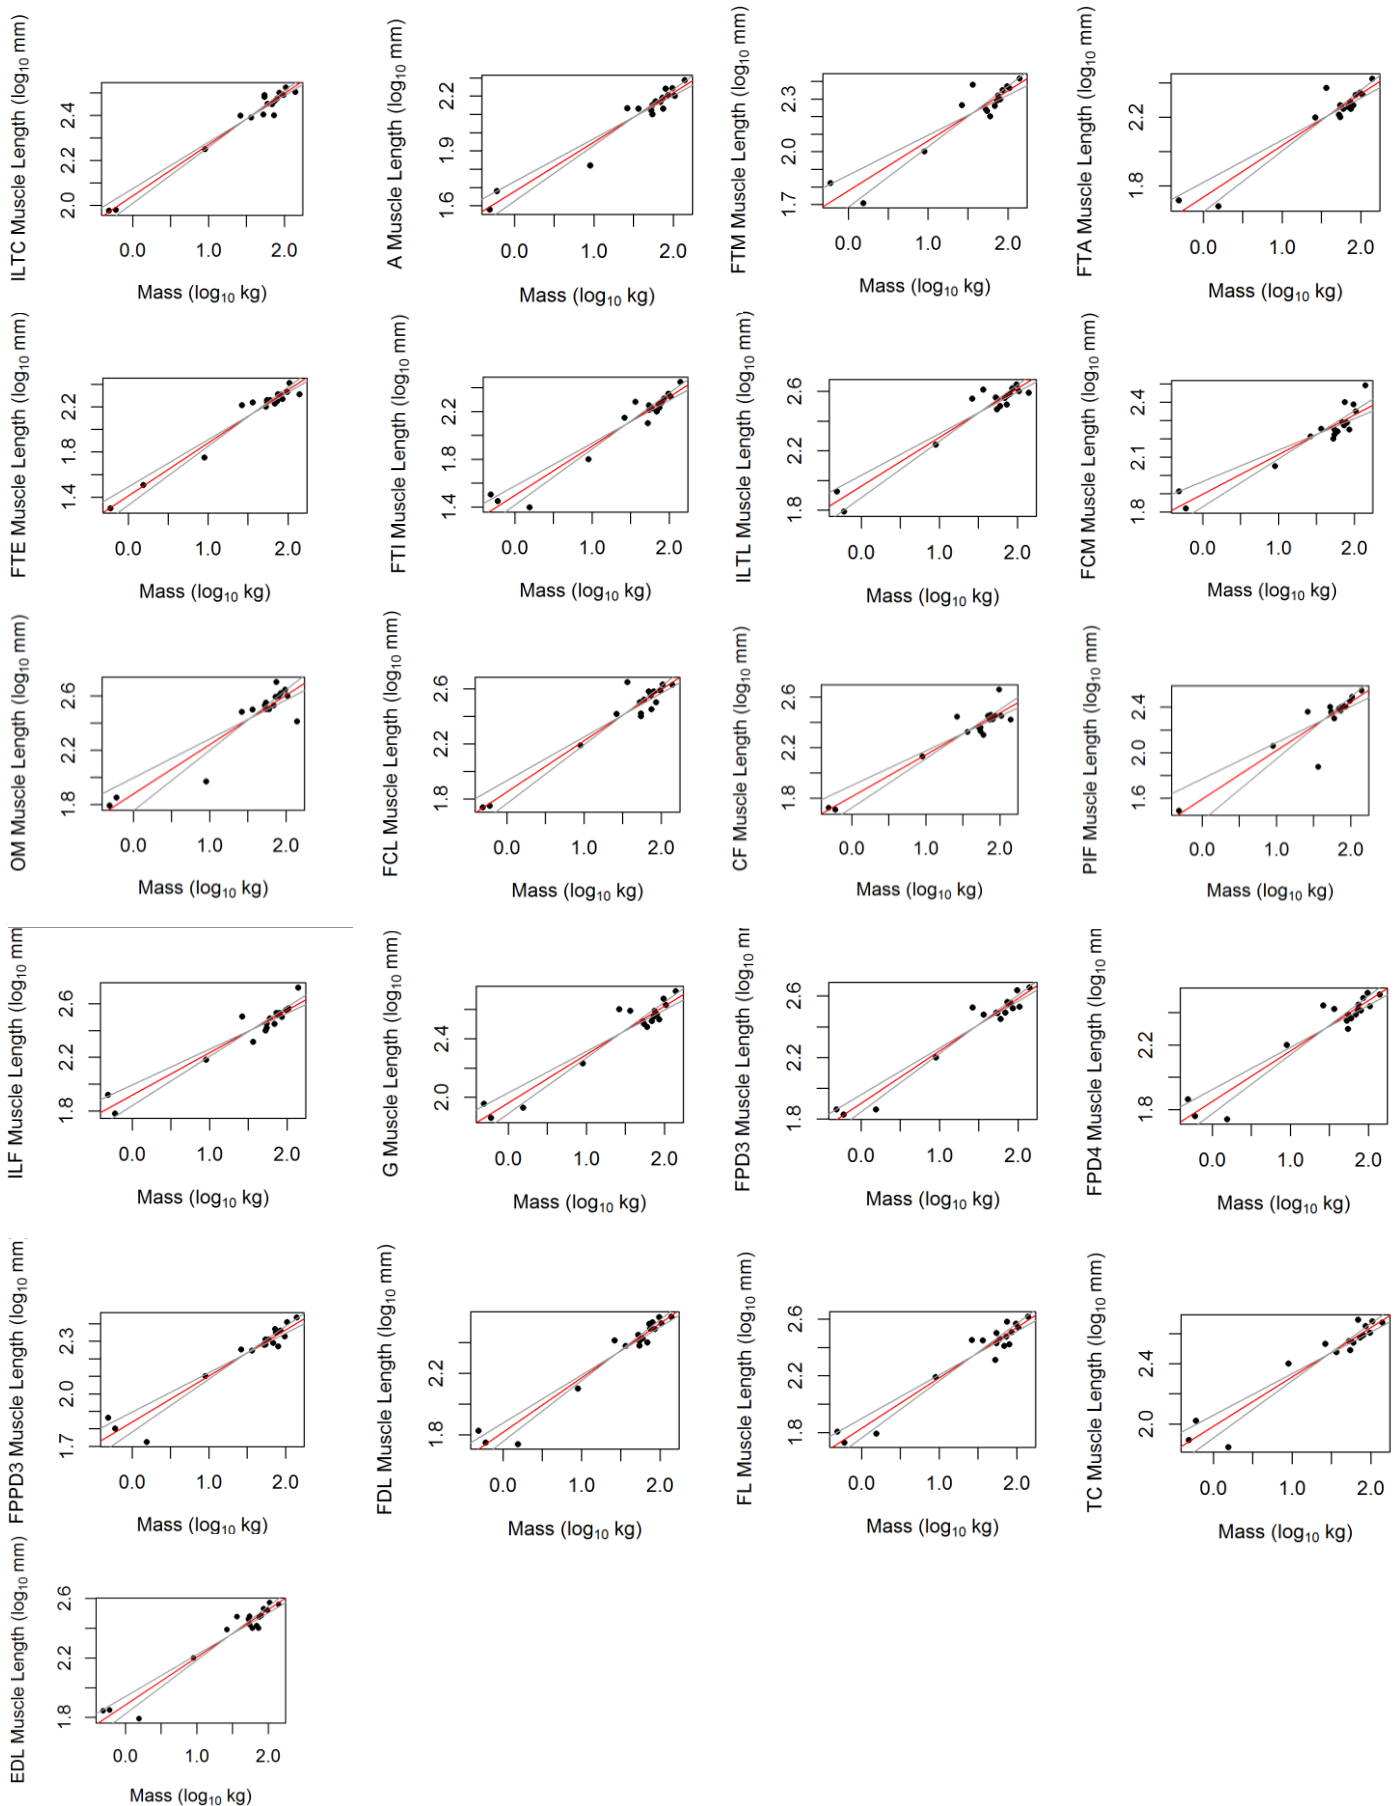 ILTC Muscle Length (log10 mm)
2.0 2.2 2.4
0.0 1.0 2.0
Mass (log10 kg)
A Muscle Length (log10 mm)
1.6 1.9 2.2
0.0 1.0 2.0
Mass (log10 kg)
FTM Muscle Length (log10 mm)
1.7 2.0 2.3
0.0 1.0 2.0
Mass (log10 kg)
FTA Muscle Length (log10 mm)
1.8 2.2
0.0 1.0 2.0
Mass (log10 kg)
FTE Muscle Length (log10 mm)
1.4 1.8 2.2
0.0 1.0 2.0
Mass (log10 kg)
FTI Muscle Length (log10 mm)
1.4 1.8 2.2
0.0 1.0 2.0
Mass (log10 kg)
ILTL Muscle Length (log10 mm)
1.8 2.2 2.6
0.0 1.0 2.0
Mass (log10 kg)
FCM Muscle Length (log10 mm)
1.8 2.1 2.4
0.0 1.0 2.0
Mass (log10 kg)
OM Muscle Length (log10 mm)
1.8 2.2 2.6
0.0 1.0 2.0
Mass (log10 kg)
FCL Muscle Length (log10 mm)
1.8 2.2 2.6
0.0 1.0 2.0
Mass (log10 kg)
CF Muscle Length (log10 mm)
1.8 2.2 2.6
0.0 1.0 2.0
Mass (log10 kg)
PIF Muscle Length (log10 mm)
1.6 2.0 2.4
0.0 1.0 2.0
Mass (log10 kg)
ILF Muscle Length (log10 mm
1.8 2.2 2.6
0.0 1.0 2.0
Mass (log10 kg)
G Muscle Length (log10 mm)
2.0 2.4
0.0 1.0 2.0
Mass (log10 kg)
FPD3 Muscle Length (log10 mm
1.8 2.2 2.6
0.0 1.0 2.0
Mass (log10 kg)
FPD4 Muscle Length (log10 mm
1.8 2.2
0.0 1.0 2.0
Mass (log10 kg)
FPPD3 Muscle Length (log10 mm)
1.7 2.0 2.3
0.0 1.0 2.0
Mass (log10 kg)
FDL Muscle Length (log10 mm)
1.8 2.2
0.0 1.0 2.0
Mass (log10 kg)
FL Muscle Length (log10 mm)
1.8 2.2 2.6
0.0 1.0 2.0
Mass (log10 kg)
TC Muscle Length (log10 mm)
2.0 2.4
0.0 1.0 2.0
Mass (log10 kg)
EDL Muscle Length (log10 mm)
1.8 2.2 2.6
0.0 1.0 2.0
Mass (log10 kg)